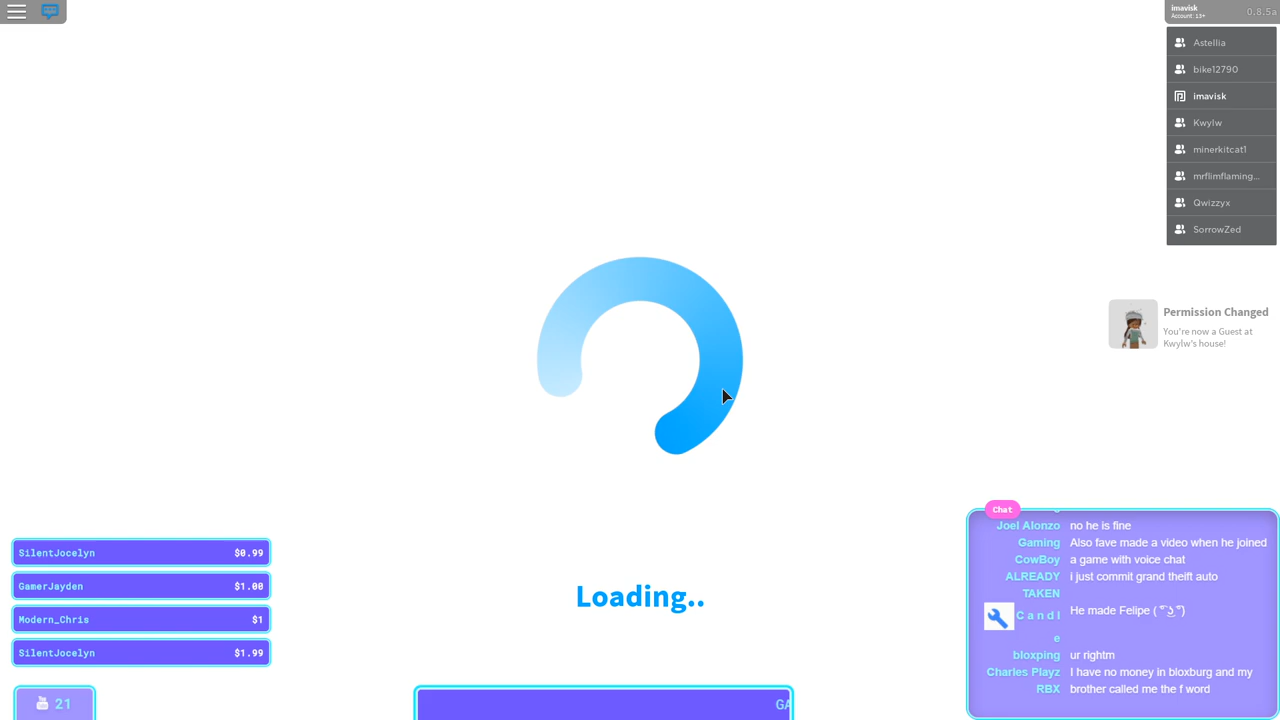 imavisk
Account: 13+
0.8.5a
Astellia
bike12790
imavisk
Kwylw
minerkitcat1
mrflimflaming...
Qwizzyx
SorrowZed
Permission Changed
You're now a Guest at
Kwylw's house!
Loading..
SilentJocelyn $0.99
GamerJayden $1.00
Modern_Chris $1
SilentJocelyn $1.99
21
GA
Chat
Joel Alonzo no he is fine
Gaming Also fave made a video when he joined
CowBoy a game with voice chat
ALREADY i just commit grand theift auto
TAKEN
C a n d l He made Felipe ( ͡° ͜ʖ ͡°)
e
bloxping ur rightm
Charles Playz I have no money in bloxburg and my
RBX brother called me the f word